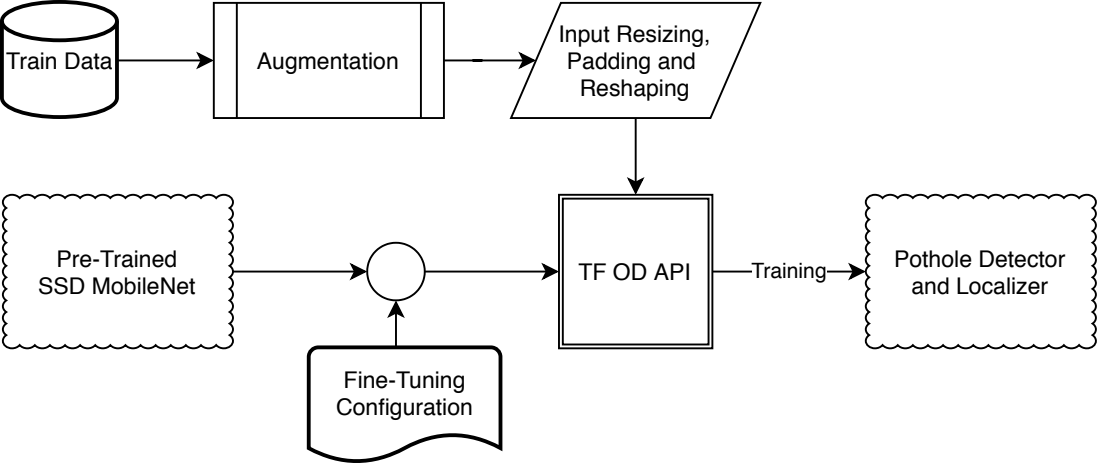 Train Data
Augmentation
Input Resizing,
Padding and
Reshaping
Pre-Trained
SSD MobileNet
TF OD API
Training
Pothole Detector
and Localizer
Fine-Tuning
Configuration